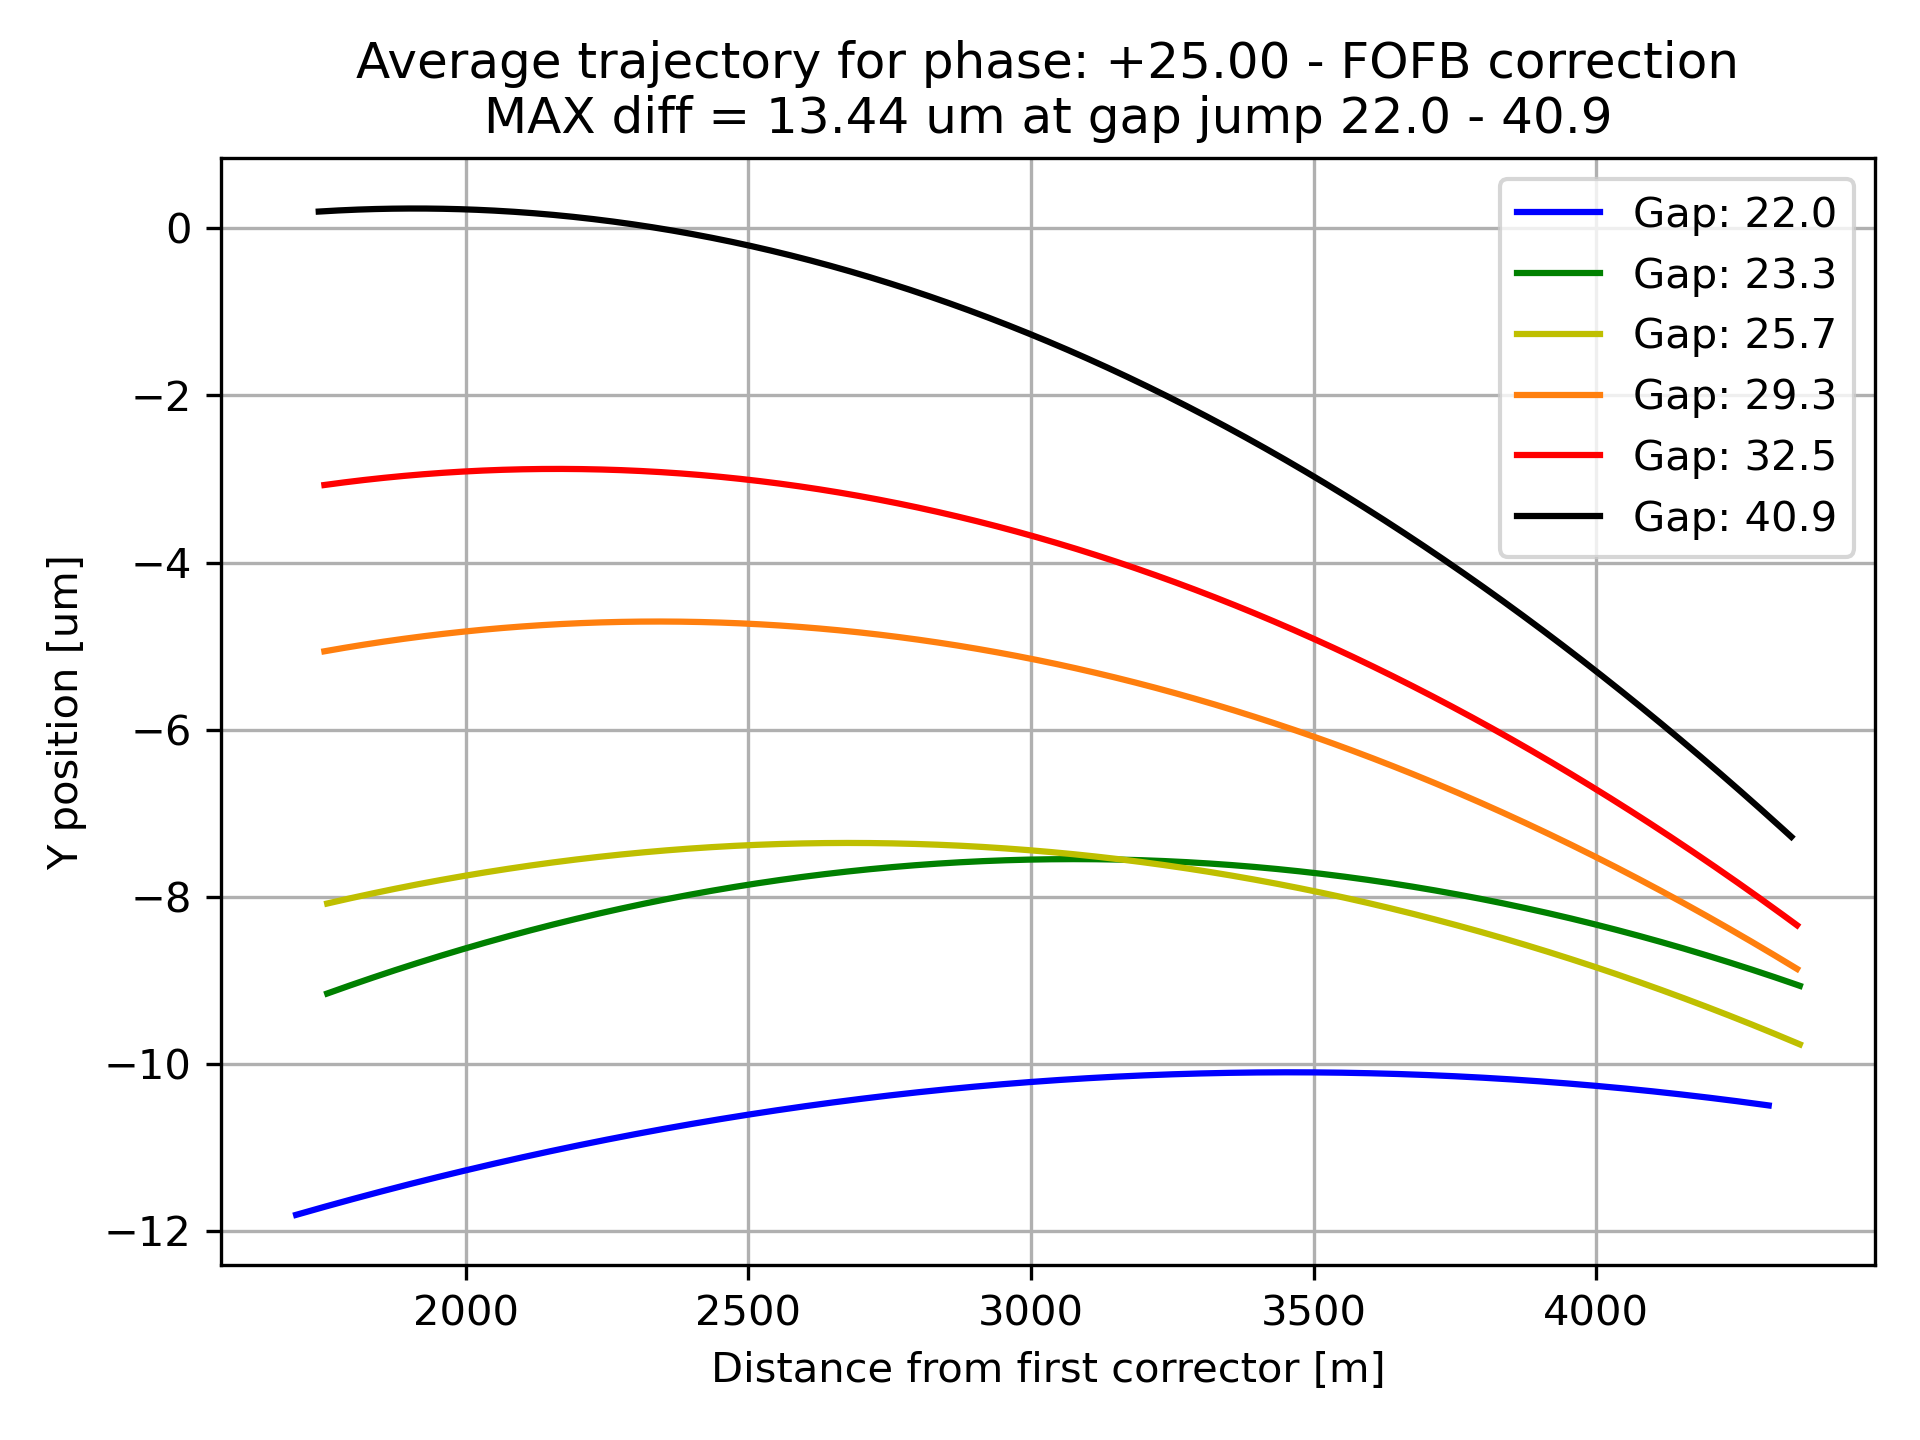 Average trajectory for phase: +25.00 - FOFB correction
MAX diff = 13.44 um at gap jump 22.0 - 40.9
Gap: 22.0
Gap: 23.3
Gap: 25.7
Gap: 29.3
Gap: 32.5
Gap: 40.9
Y position [um]
0
−2
−4
−6
−8
−10
−12
2000 2500 3000 3500 4000
Distance from first corrector [m]